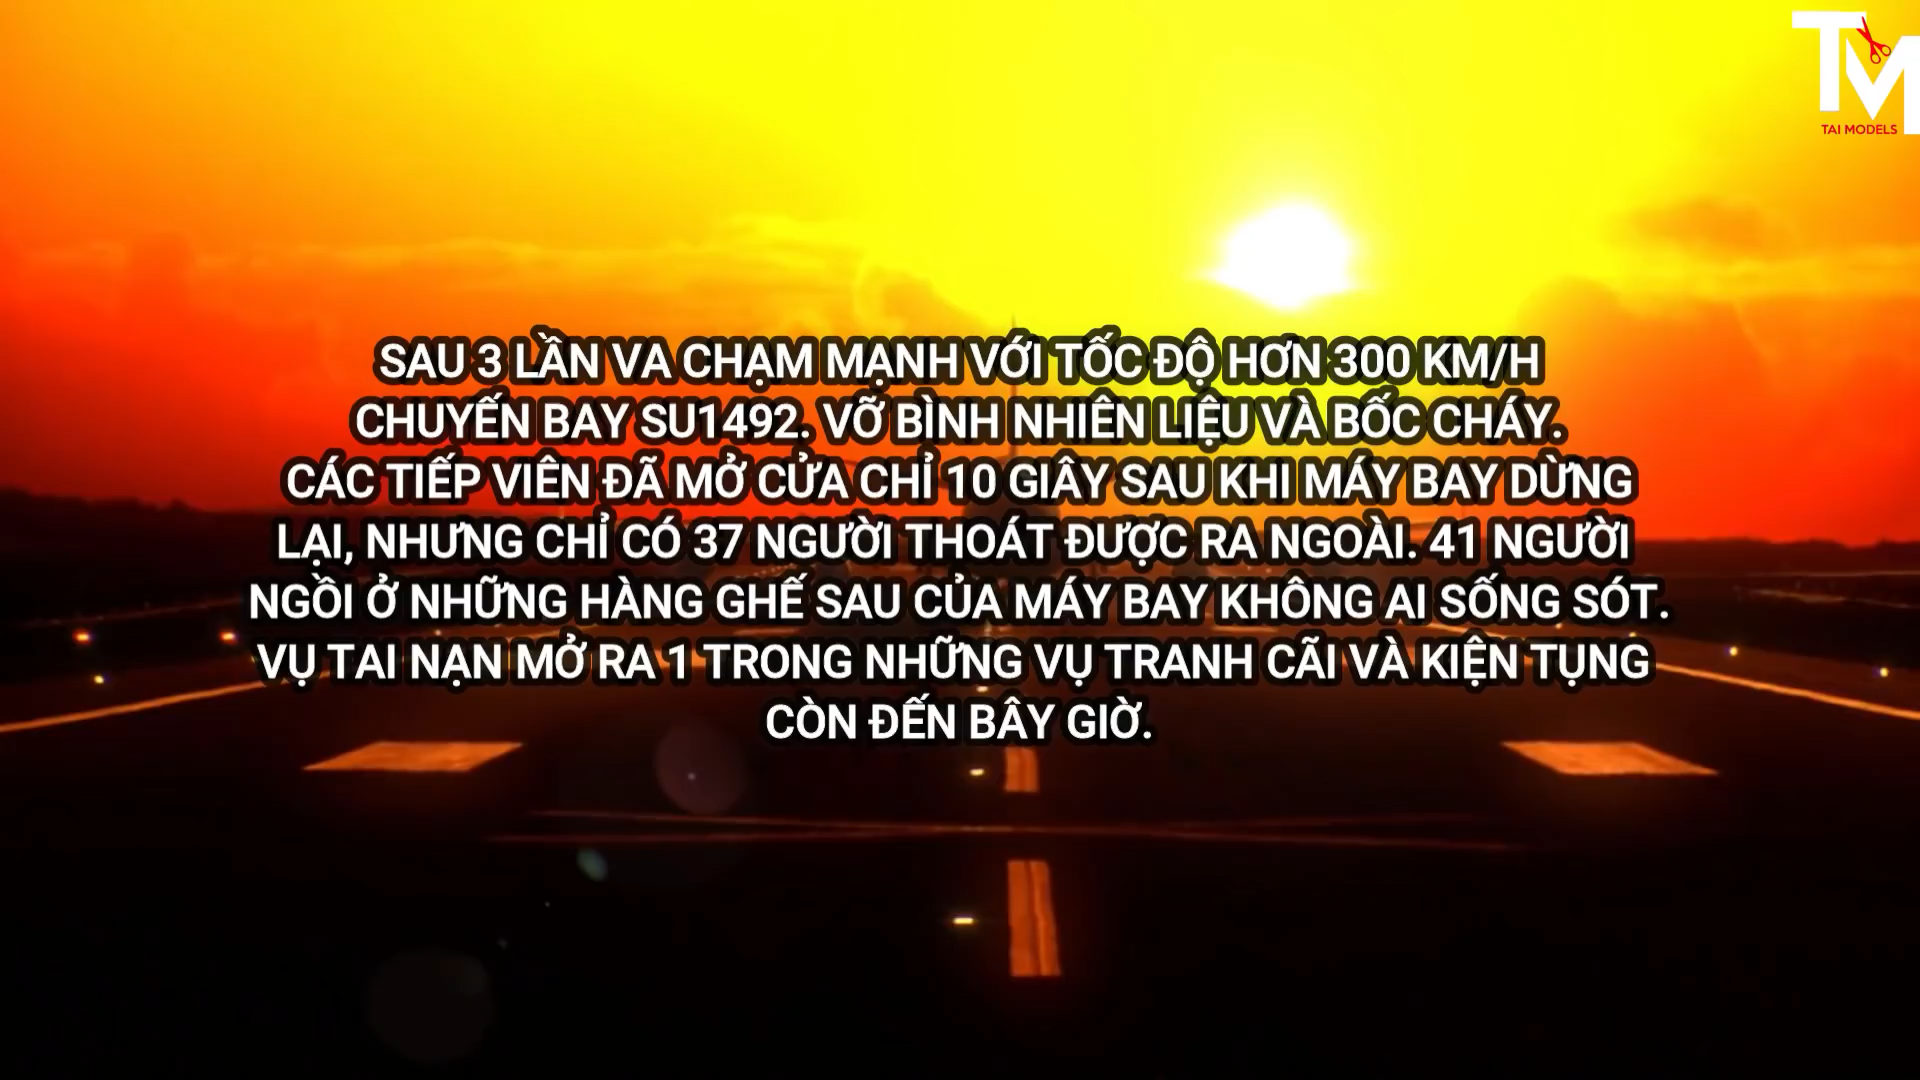 TM
TAI MODELS
SAU 3 LẦN VA CHẠM MẠNH VỚI TỐC ĐỘ HƠN 300 KM/H
CHUYẾN BAY SU1492. VỠ BÌNH NHIÊN LIỆU VÀ BỐC CHÁY.
CÁC TIẾP VIÊN ĐÃ MỞ CỬA CHỈ 10 GIÂY SAU KHI MÁY BAY DỪNG
LẠI, NHƯNG CHỈ CÓ 37 NGƯỜI THOÁT ĐƯỢC RA NGOÀI. 41 NGƯỜI
NGỒI Ở NHỮNG HÀNG GHẾ SAU CỦA MÁY BAY KHÔNG AI SỐNG SÓT.
VỤ TAI NẠN MỞ RA 1 TRONG NHỮNG VỤ TRANH CÃI VÀ KIỆN TỤNG
CÒN ĐẾN BÂY GIỜ.